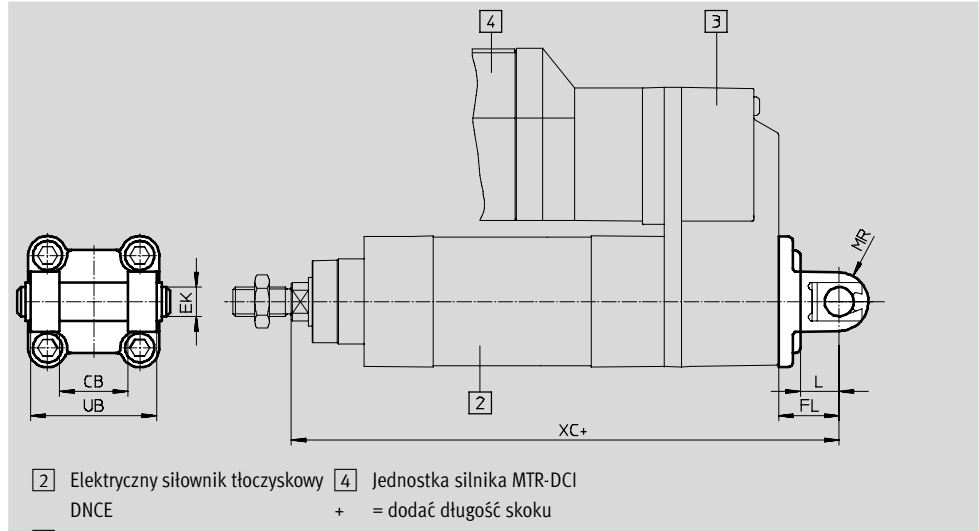 4
3
MR
EK
CB
UB
2
L
FL
XC+
2 Elektryczny siłownik tłoczyskowy DNCE
4 Jednostka silnika MTR-DCI
+ = dodać długość skoku